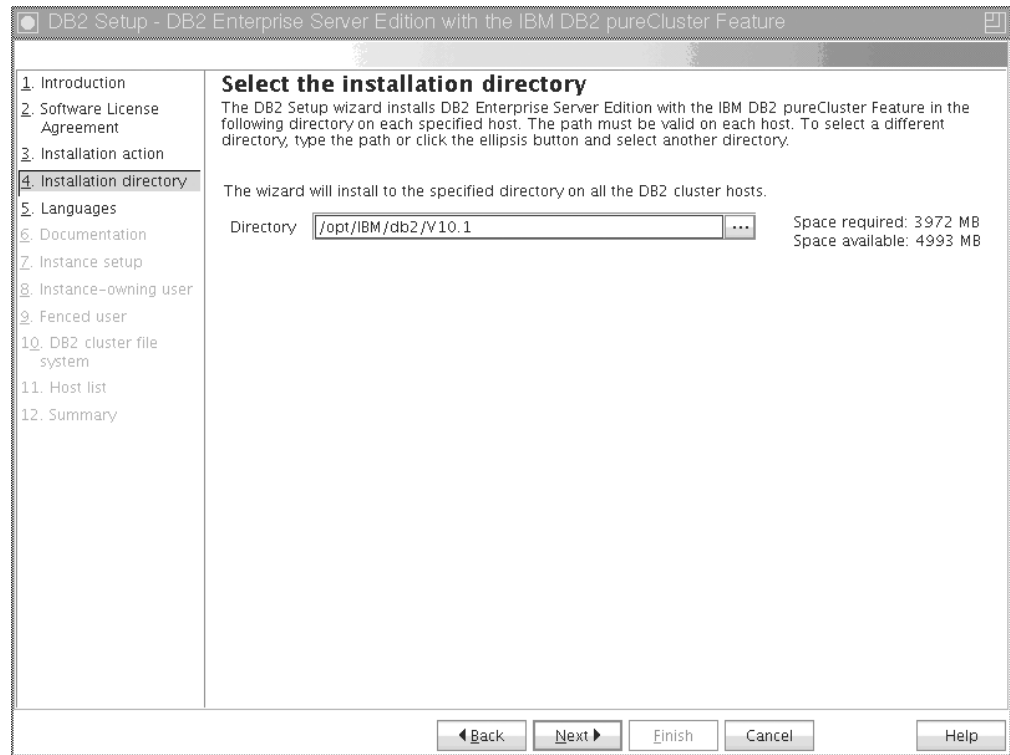 DB2 Setup - DB2 Enterprise Server Edition with the IBM DB2 pureCluster Feature
1. Introduction
2. Software License
Agreement
3. Installation action
4. Installation directory
5. Languages
6. Documentation
7. Instance setup
8. Instance-owning user
9. Fenced user
10. DB2 cluster file
system
11. Host list
12. Summary
Select the installation directory
The DB2 Setup wizard installs DB2 Enterprise Server Edition with the IBM DB2 pureCluster Feature in the
following directory on each specified host. The path must be valid on each host. To select a different
directory, type the path or click the ellipsis button and select another directory.
The wizard will install to the specified directory on all the DB2 cluster hosts.
Directory /opt/IBM/db2/V10.1 ...
Space required: 3972 MB
Space available: 4993 MB
Back Next Finish Cancel Help